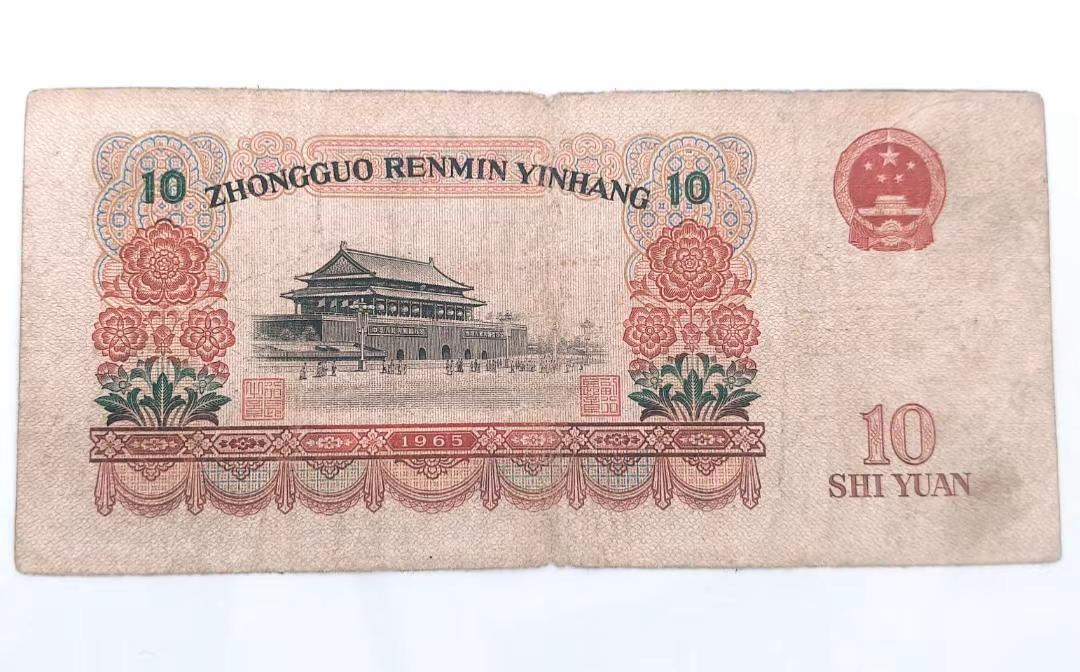 10 ZHONGGUO RENMIN YINHANG 10
1965
10
SHI YUAN